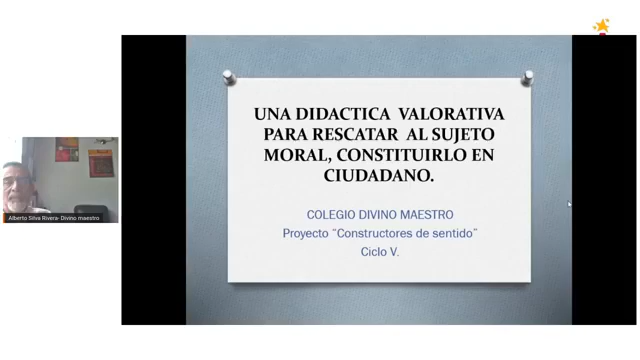 UNA DIDACTICA VALORATIVA
PARA RESCATAR AL SUJETO
MORAL, CONSTITUIRLO EN
CIUDADANO.
COLEGIO DIVINO MAESTRO
Proyecto “Constructores de sentido”
Ciclo V.
Alberto Silva Rivera- Divino maestro